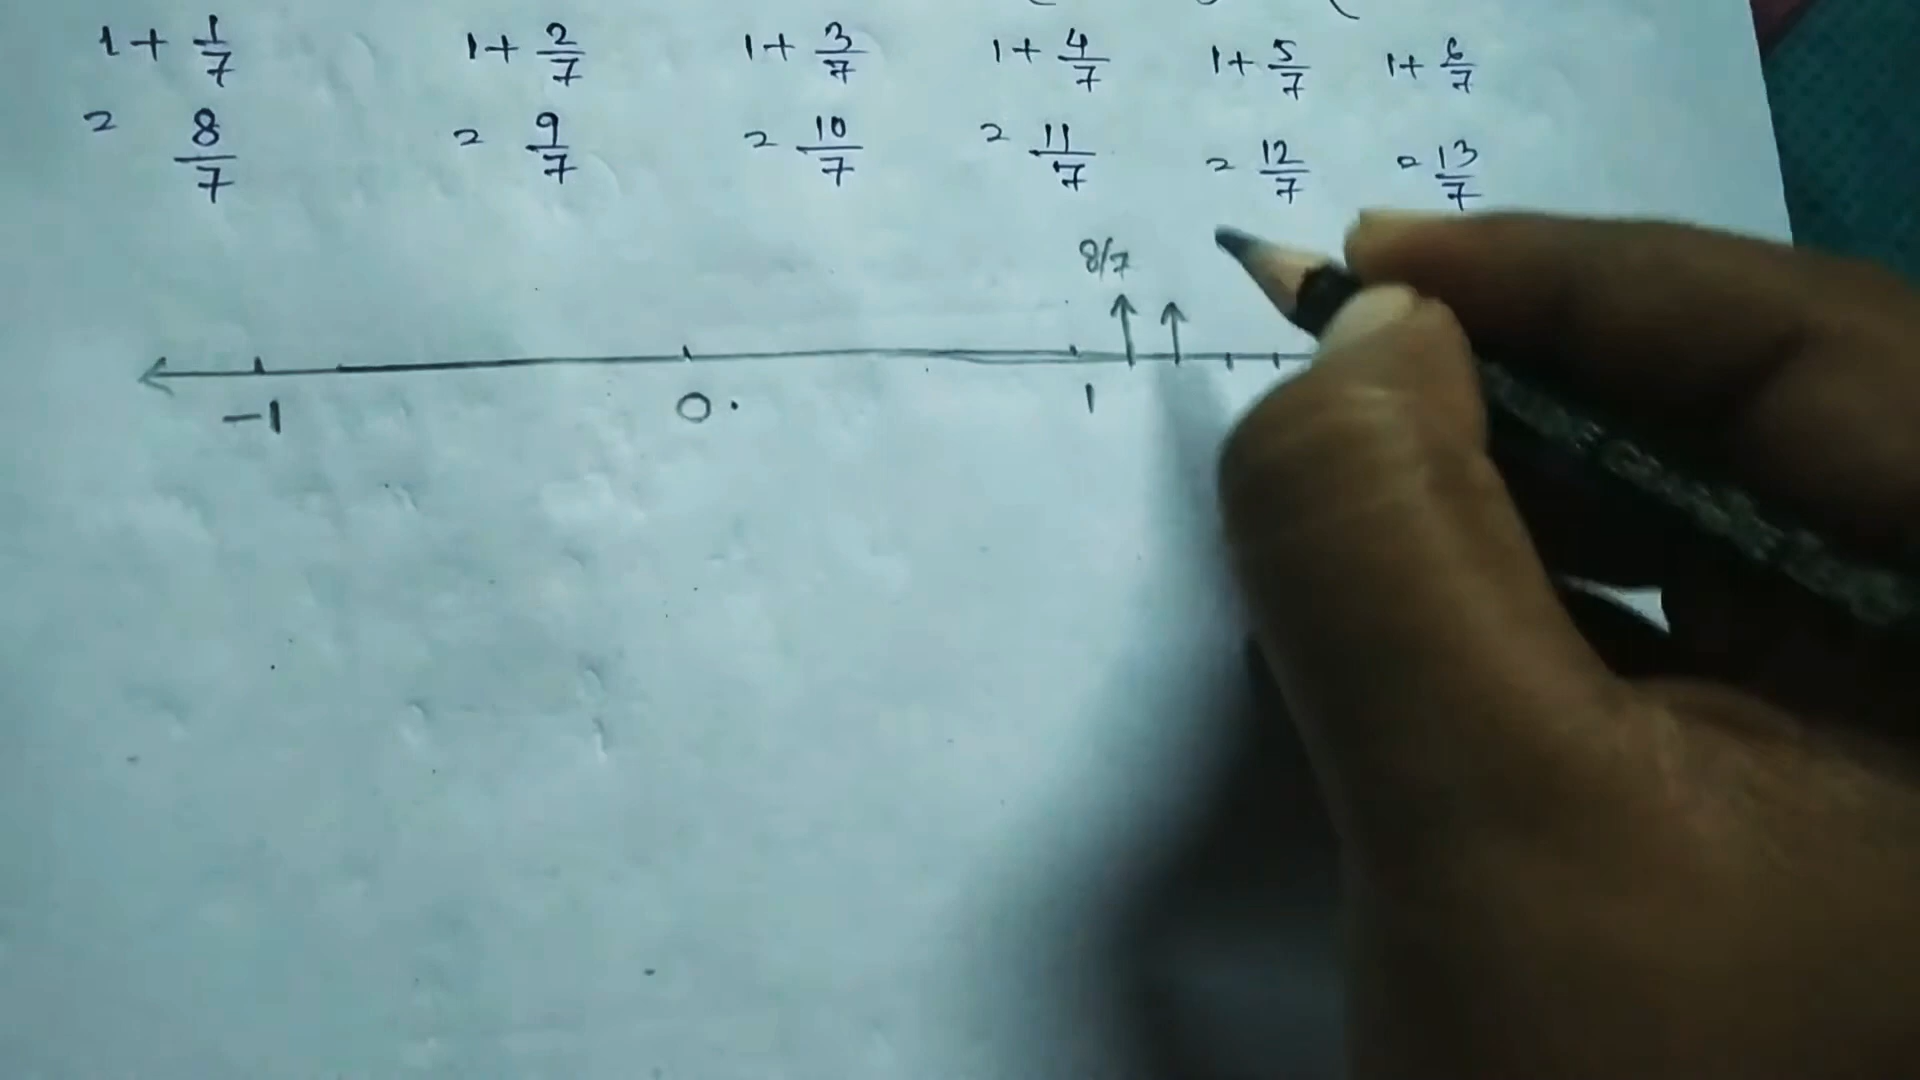 1 + 1/7 1 + 2/7 1 + 3/7 1 + 4/7 1 + 5/7 1 + 6/7
= 8/7 = 9/7 = 10/7 = 11/7 = 12/7 = 13/7
8/7
-1 0 1